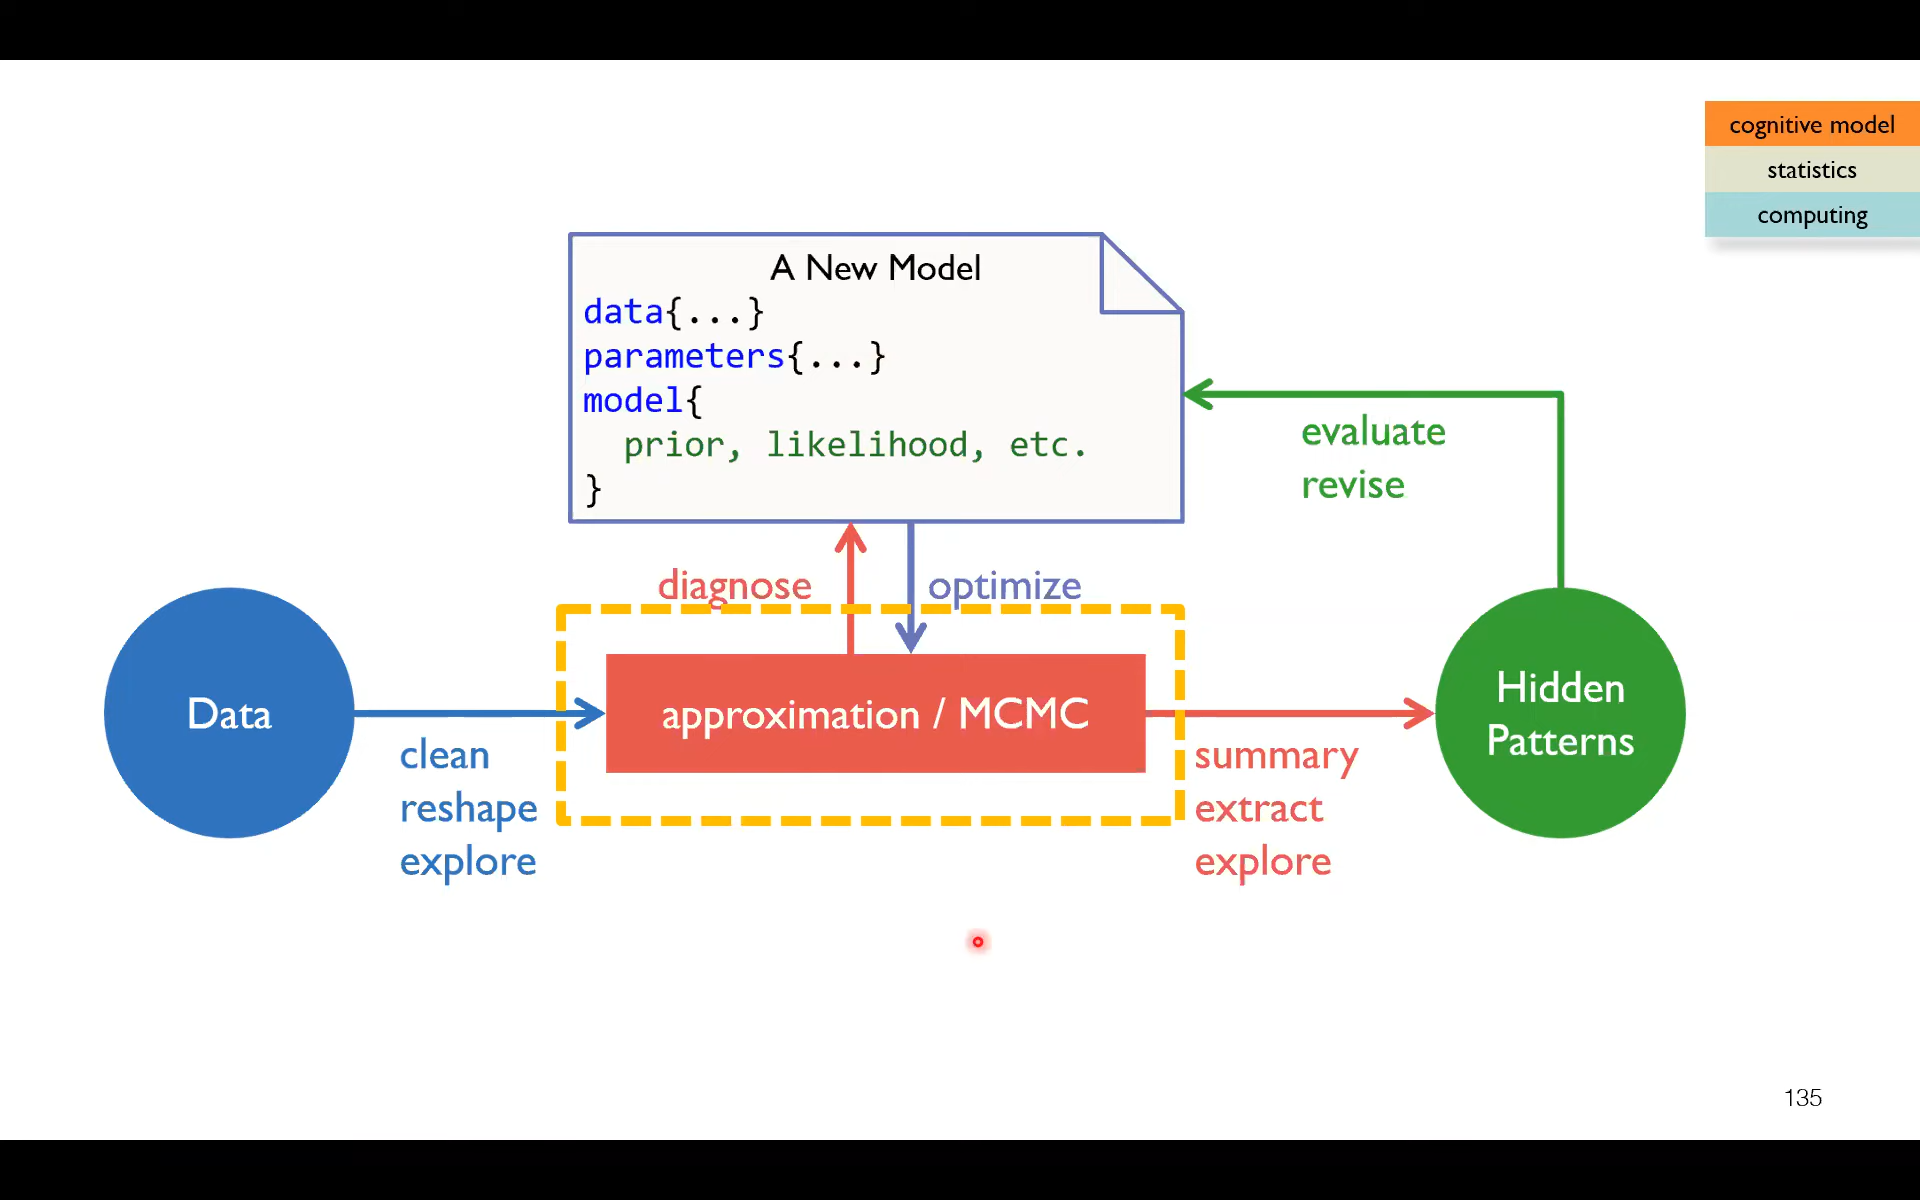 cognitive model
statistics
computing
A New Model
data{...}
parameters{...}
model{
prior, likelihood, etc.
}
evaluate
revise
diagnose
optimize
Data
approximation / MCMC
Hidden
Patterns
clean
reshape
explore
summary
extract
explore
135